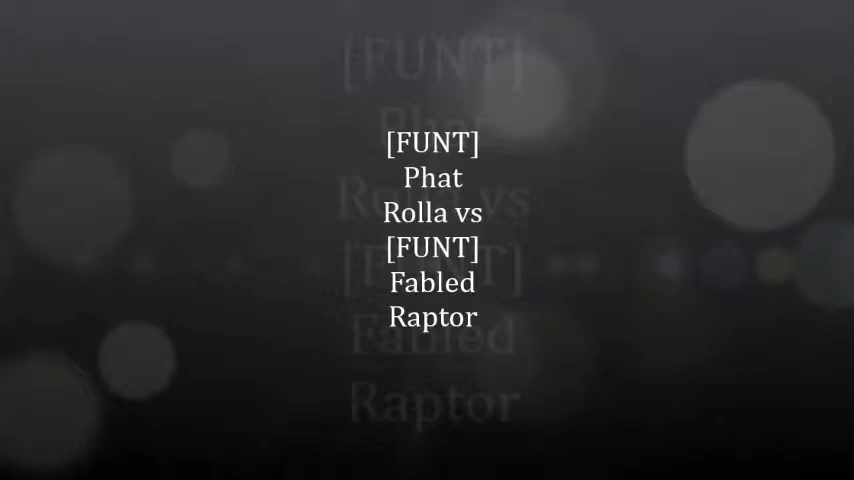 [FUNT]
Phat
Rolla vs
[FUNT]
Fabled
Raptor